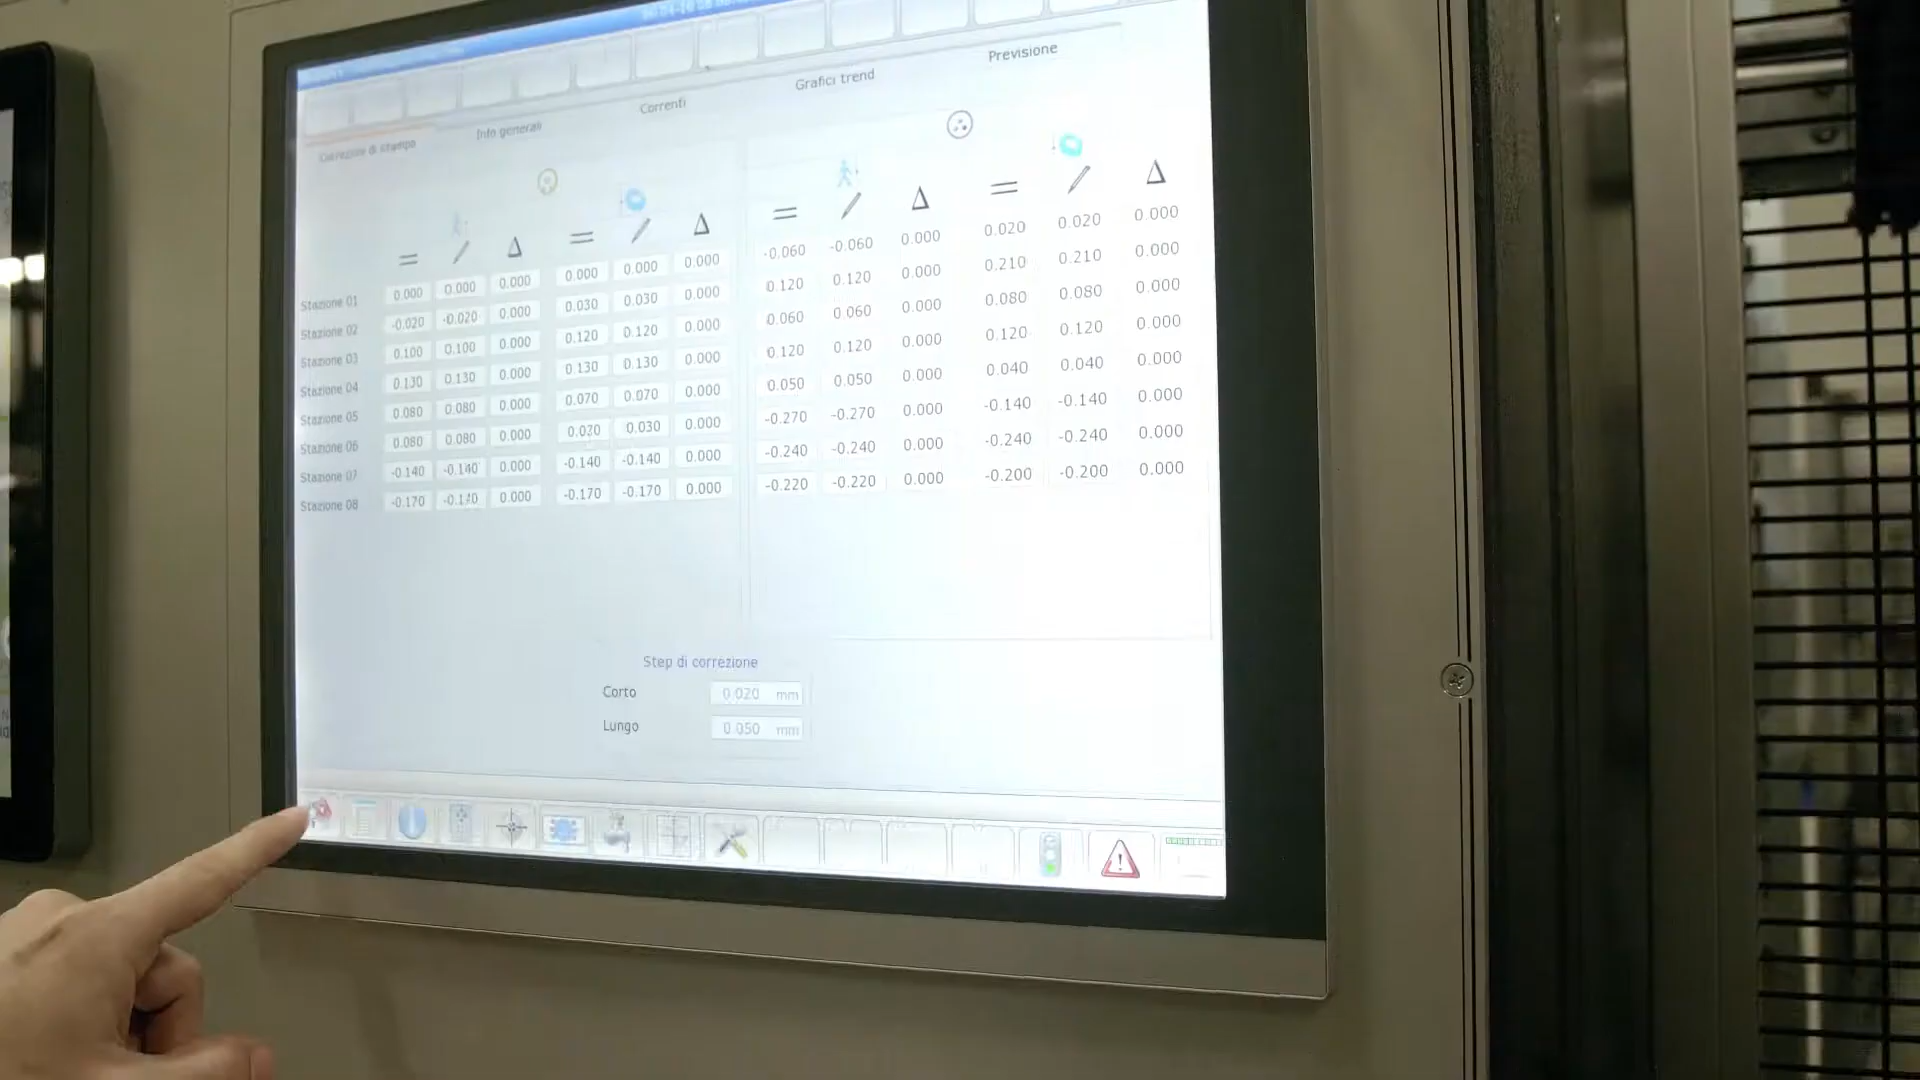 Correzione di stampo Info generali Correnti Grafici trend Previsione
= Δ = Δ = Δ = Δ
Stazione 01 0.000 0.000 0.000 0.000 0.000 0.000 -0.060 -0.060 0.000 0.020 0.020 0.000
Stazione 02 -0.020 -0.020 0.000 0.030 0.030 0.000 0.120 0.120 0.000 0.210 0.210 0.000
Stazione 03 0.100 0.100 0.000 0.120 0.120 0.000 0.060 0.060 0.000 0.080 0.080 0.000
Stazione 04 0.130 0.130 0.000 0.130 0.130 0.000 0.120 0.120 0.000 0.120 0.120 0.000
Stazione 05 0.080 0.080 0.000 0.070 0.070 0.000 0.050 0.050 0.000 0.040 0.040 0.000
Stazione 06 0.080 0.080 0.000 0.030 0.030 0.000 -0.270 -0.270 0.000 -0.140 -0.140 0.000
Stazione 07 -0.140 -0.140 0.000 -0.140 -0.140 0.000 -0.240 -0.240 0.000 -0.240 -0.240 0.000
Stazione 08 -0.170 0.000 -0.170 -0.170 0.000 -0.220 -0.220 0.000 -0.200 -0.200 0.000
Step di correzione
Corto 0.020 mm
Lungo 0.050 mm